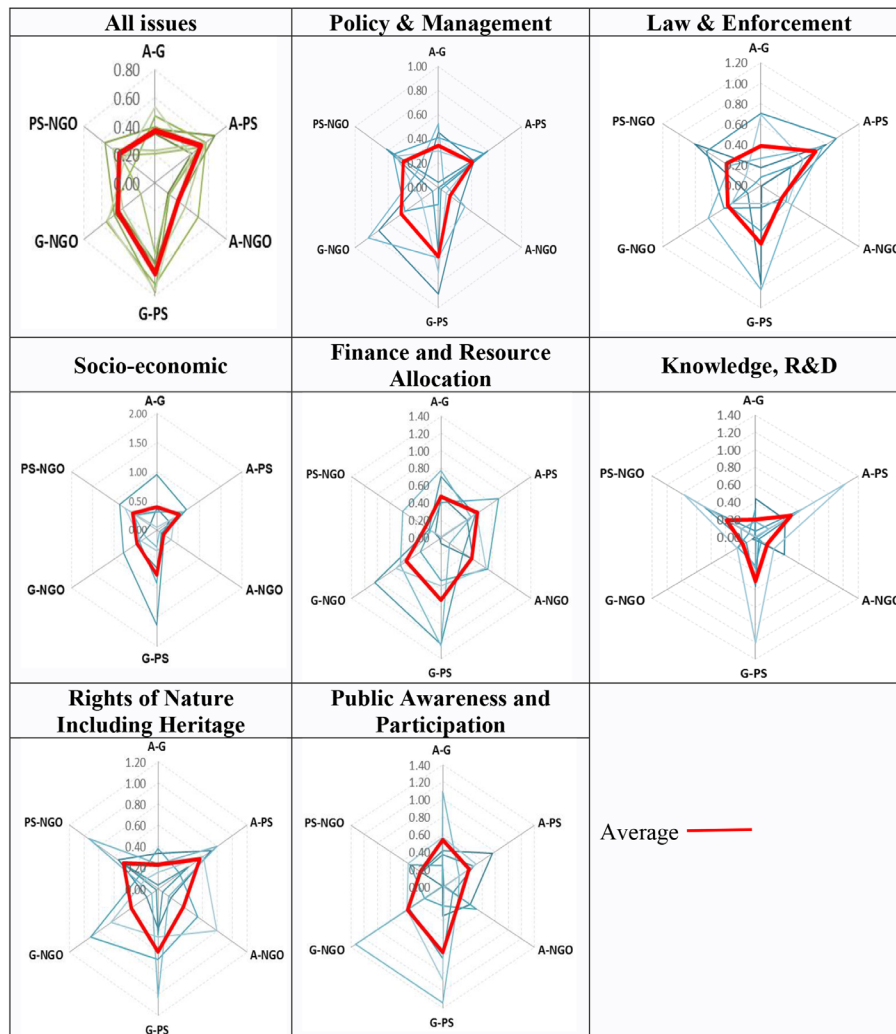 All issues
A-G
0.80
0.60
0.40
0.20
0.00
PS-NGO
A-PS
G-NGO
A-NGO
G-PS
Policy & Management
A-G
1.00
0.80
0.60
0.40
0.20
0.00
PS-NGO
A-PS
G-NGO
A-NGO
G-PS
Law & Enforcement
A-G
1.20
1.00
0.80
0.60
0.40
0.20
0.00
PS-NGO
A-PS
G-NGO
A-NGO
G-PS
Socio-economic
A-G
2.00
1.50
1.00
0.50
0.00
PS-NGO
A-PS
G-NGO
A-NGO
G-PS
Finance and Resource
Allocation
A-G
1.40
1.20
1.00
0.80
0.60
0.40
0.20
0.00
PS-NGO
A-PS
G-NGO
A-NGO
G-PS
Knowledge, R&D
A-G
1.40
1.20
1.00
0.80
0.60
0.40
0.20
0.00
PS-NGO
A-PS
G-NGO
A-NGO
G-PS
Rights of Nature
Including Heritage
A-G
1.20
1.00
0.80
0.60
0.40
0.20
0.00
PS-NGO
A-PS
G-NGO
A-NGO
G-PS
Public Awareness and
Participation
A-G
1.40
1.20
1.00
0.80
0.60
0.40
0.20
0.00
PS-NGO
A-PS
G-NGO
A-NGO
G-PS
Average